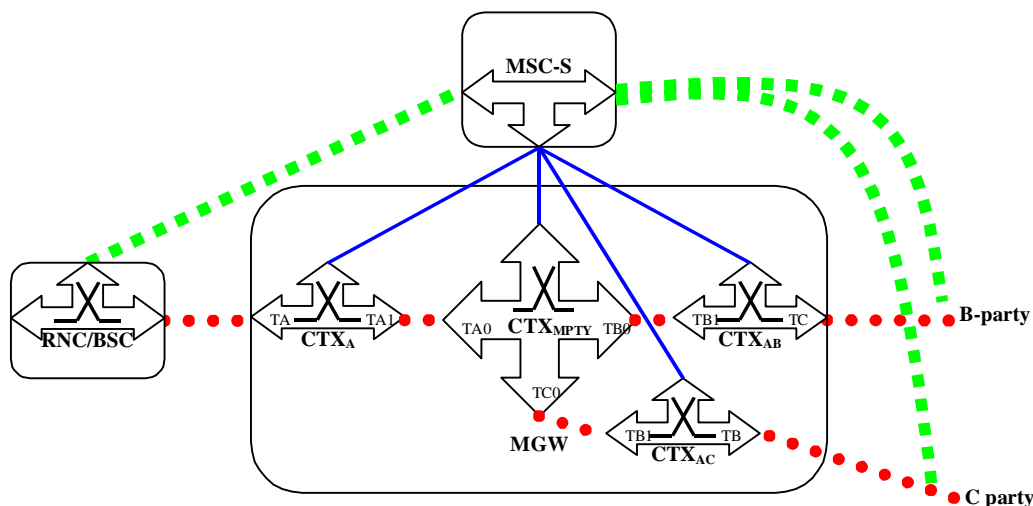 MSC-S
TA TA1
CTXA
TA0 CTXMPTY TB0
TB1 TC
CTXAB
B-party
RNC/BSC
TC0
MGW
TB1 TB
CTXAC
C party